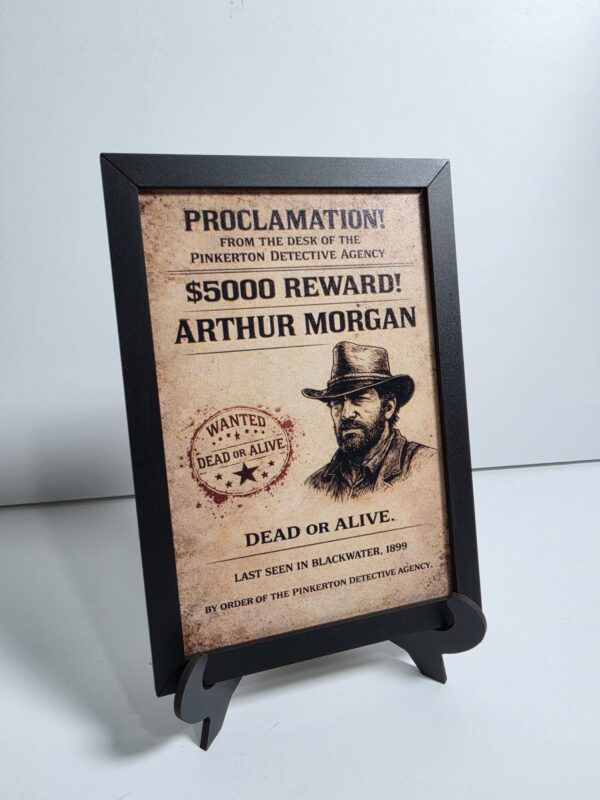 PROCLAMATION!
FROM THE DESK OF THE
PINKERTON DETECTIVE AGENCY
$5000 REWARD!
ARTHUR MORGAN
WANTED
DEAD OR ALIVE
DEAD OR ALIVE.
LAST SEEN IN BLACKWATER, 1899
BY ORDER OF THE PINKERTON DETECTIVE AGENCY.